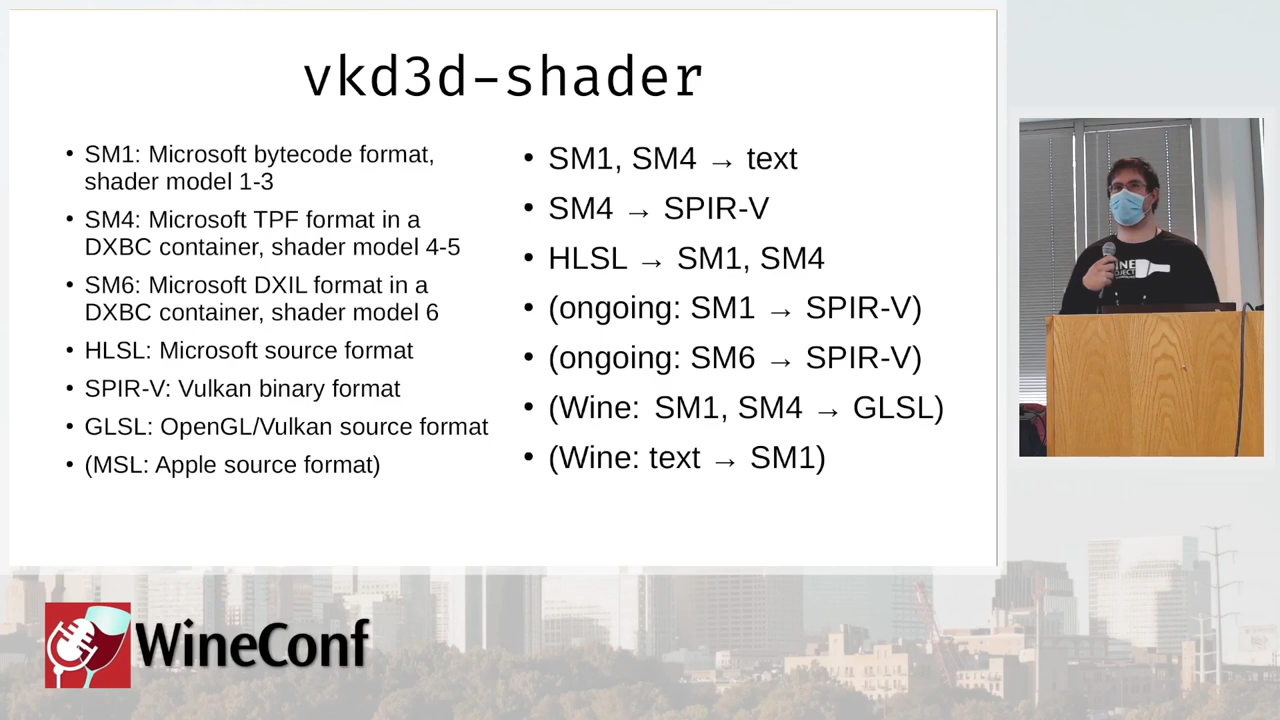 vkd3d-shader
• SM1: Microsoft bytecode format,
shader model 1-3
• SM4: Microsoft TPF format in a
DXBC container, shader model 4-5
• SM6: Microsoft DXIL format in a
DXBC container, shader model 6
• HLSL: Microsoft source format
• SPIR-V: Vulkan binary format
• GLSL: OpenGL/Vulkan source format
• (MSL: Apple source format)
• SM1, SM4 → text
• SM4 → SPIR-V
• HLSL → SM1, SM4
• (ongoing: SM1 → SPIR-V)
• (ongoing: SM6 → SPIR-V)
• (Wine: SM1, SM4 → GLSL)
• (Wine: text → SM1)
WineConf